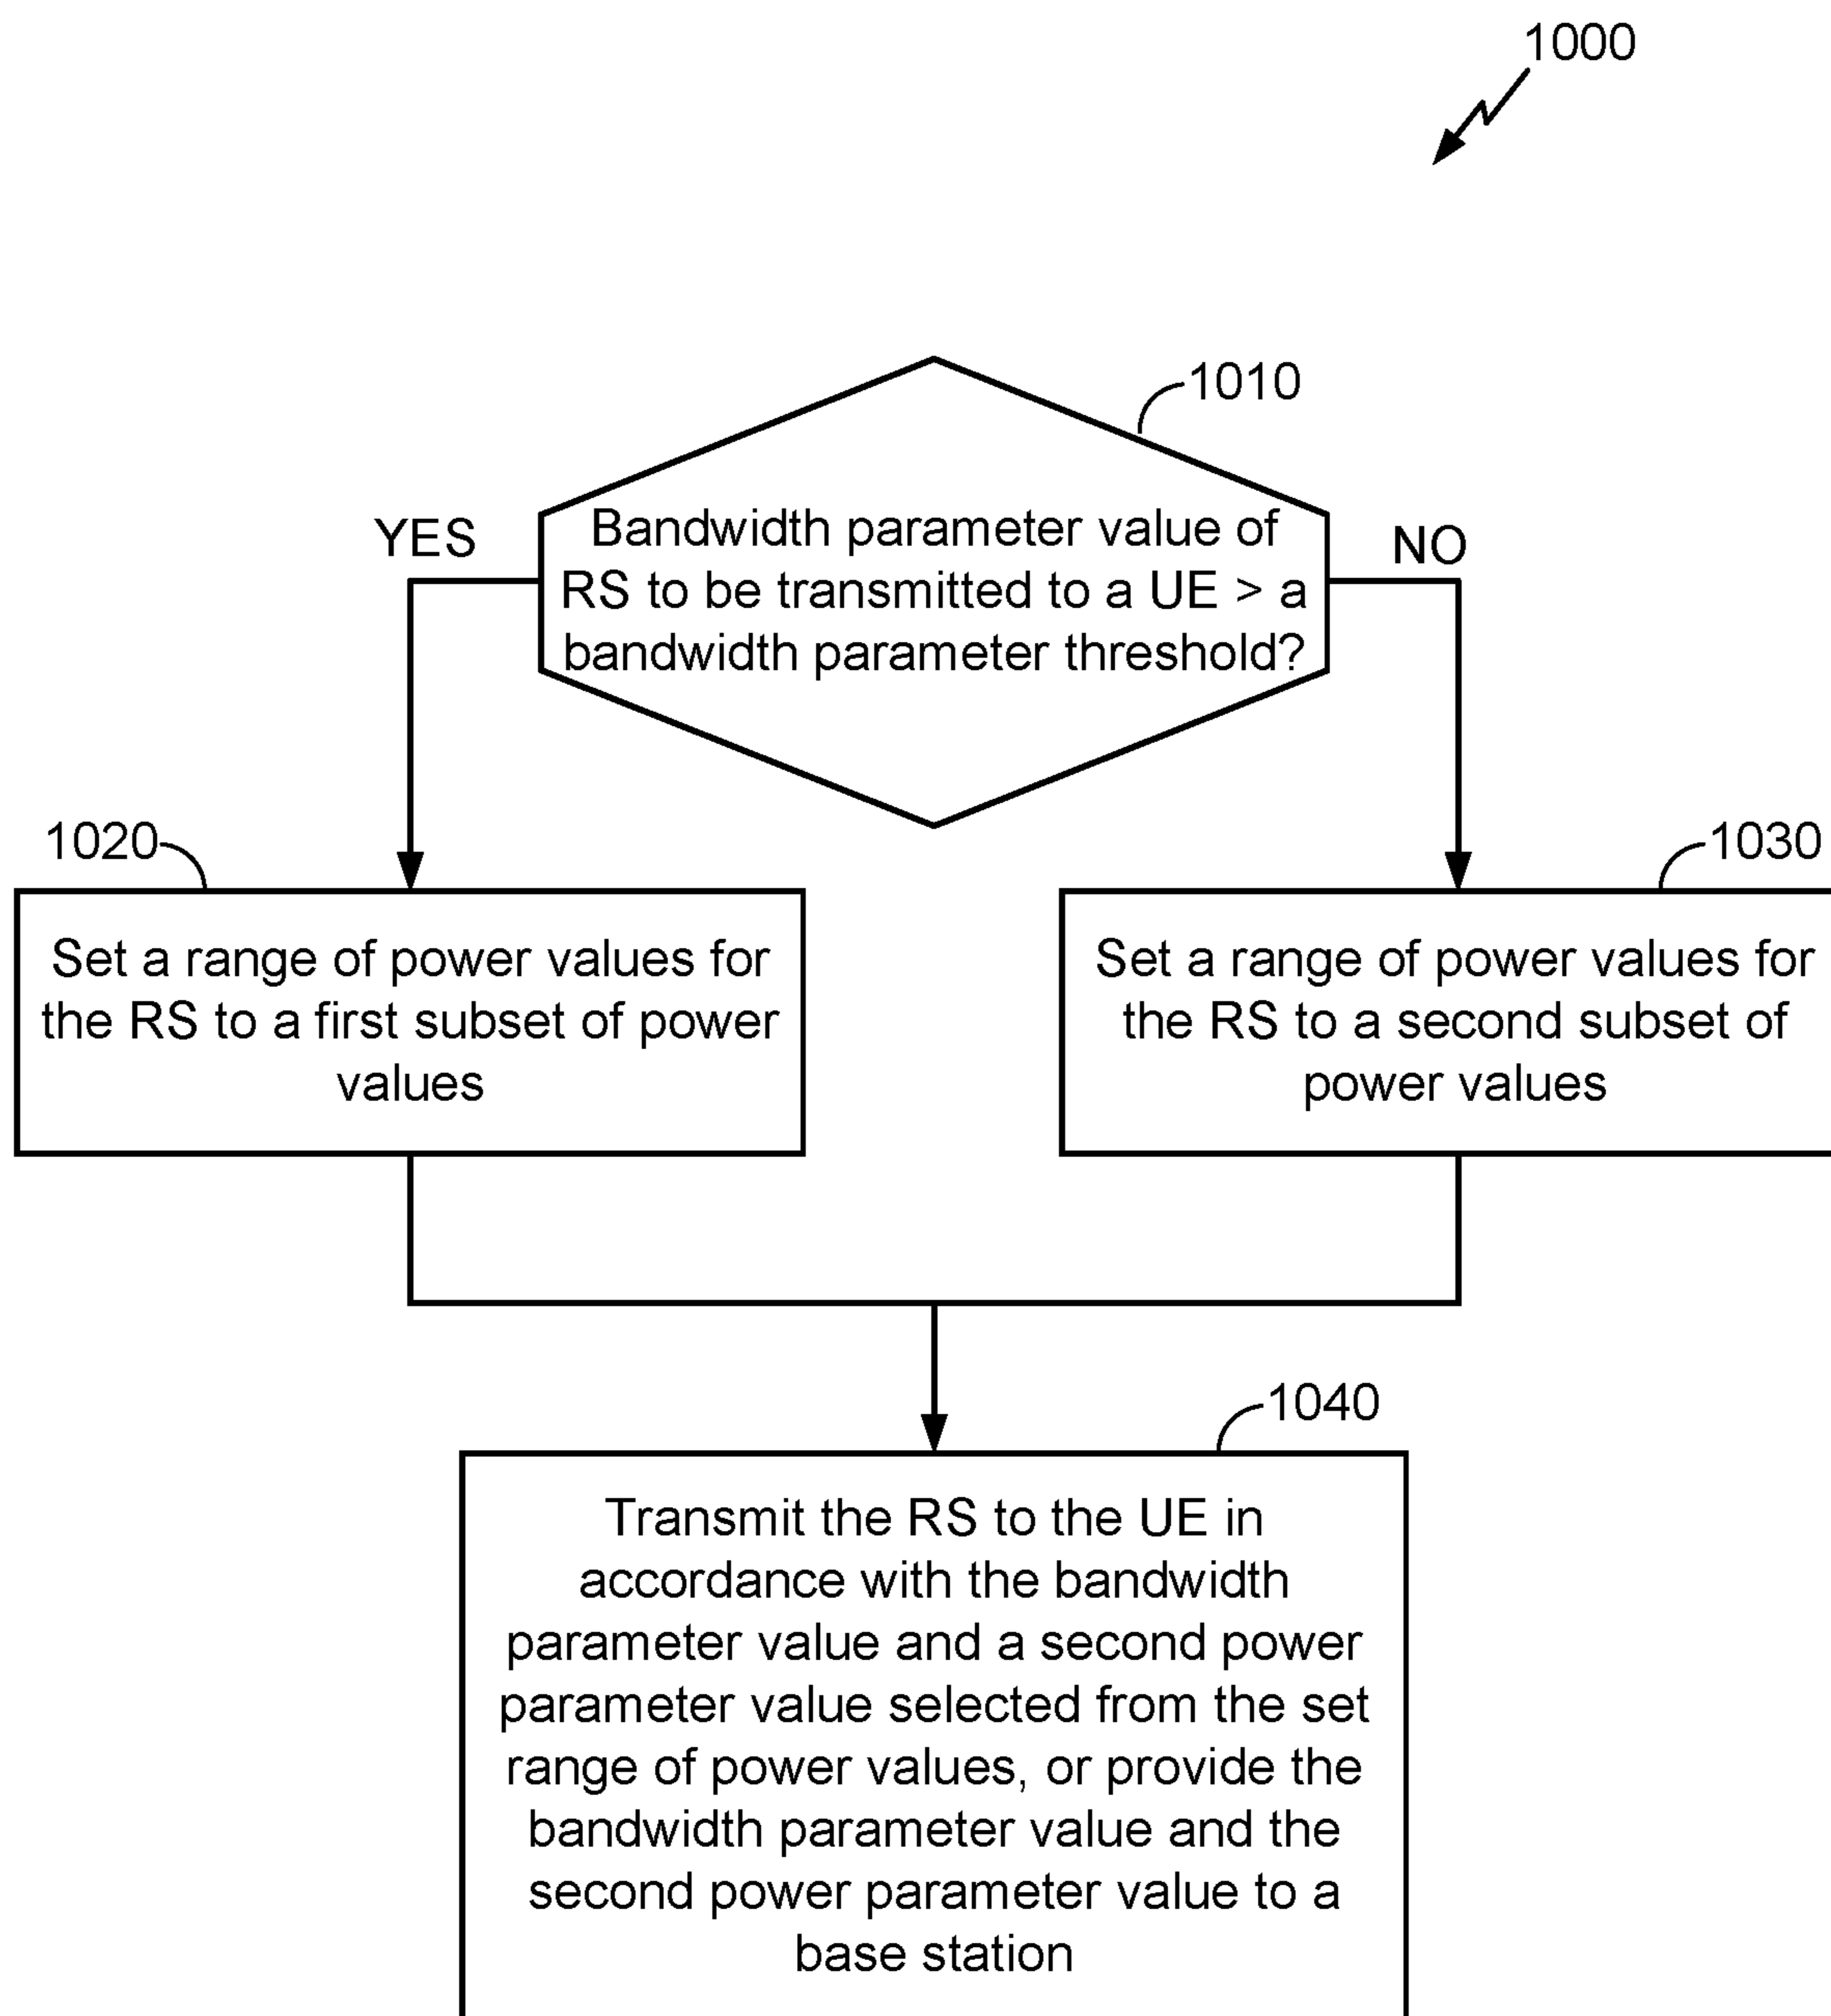 1000
1010
Bandwidth parameter value of
RS to be transmitted to a UE > a
bandwidth parameter threshold?
YES
NO
1020
1030
Set a range of power values for
the RS to a first subset of power
values
Set a range of power values for
the RS to a second subset of
power values
1040
Transmit the RS to the UE in
accordance with the bandwidth
parameter value and a second power
parameter value selected from the set
range of power values, or provide the
bandwidth parameter value and the
second power parameter value to a
base station